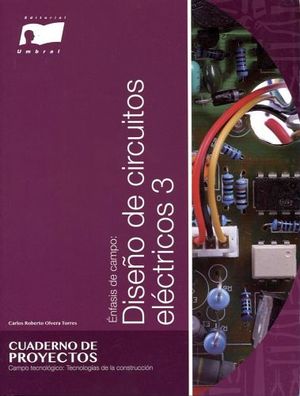 Editorial
Umbral
Énfasis de campo:
Diseño de circuitos
eléctricos 3
Carlos Roberto Olvera Torres
CUADERNO DE
PROYECTOS
Campo tecnológico: Tecnologías de la construcción